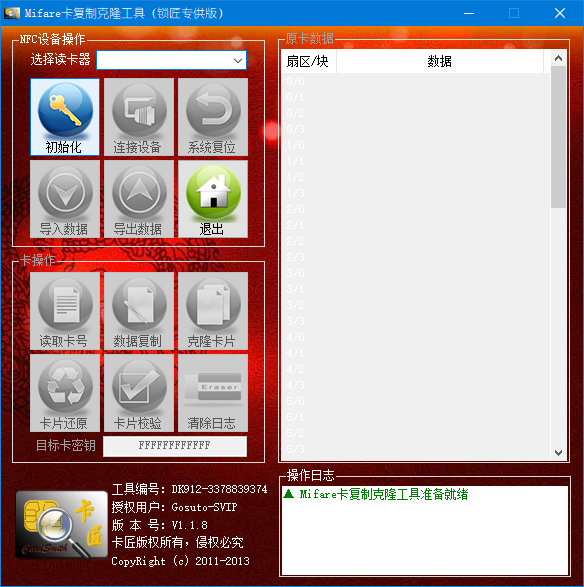 Mifare卡复制克隆工具 (锁匠专供版)
NFC设备操作
选择读卡器
初始化
连接设备
系统复位
导入数据
导出数据
退出
卡操作
读取卡号
数据复制
克隆卡片
卡片还原
卡片校验
Eraser
清除日志
目标卡密钥
FFFFFFFFFFFF
卡匠
CardSmith
工具编号: DK912-3378839374
授权用户: Gosuto-SVIP
版 本 号: V1.1.8
卡匠版权所有, 侵权必究
CopyRight (c) 2011-2013
原卡数据
扇区/块 数据
0/0
0/1
0/2
0/3
1/0
1/1
1/2
1/3
2/0
2/1
2/2
2/3
3/0
3/1
3/2
3/3
4/0
4/1
4/2
4/3
5/0
5/1
5/2
5/3
操作日志
▲ Mifare卡复制克隆工具准备就绪